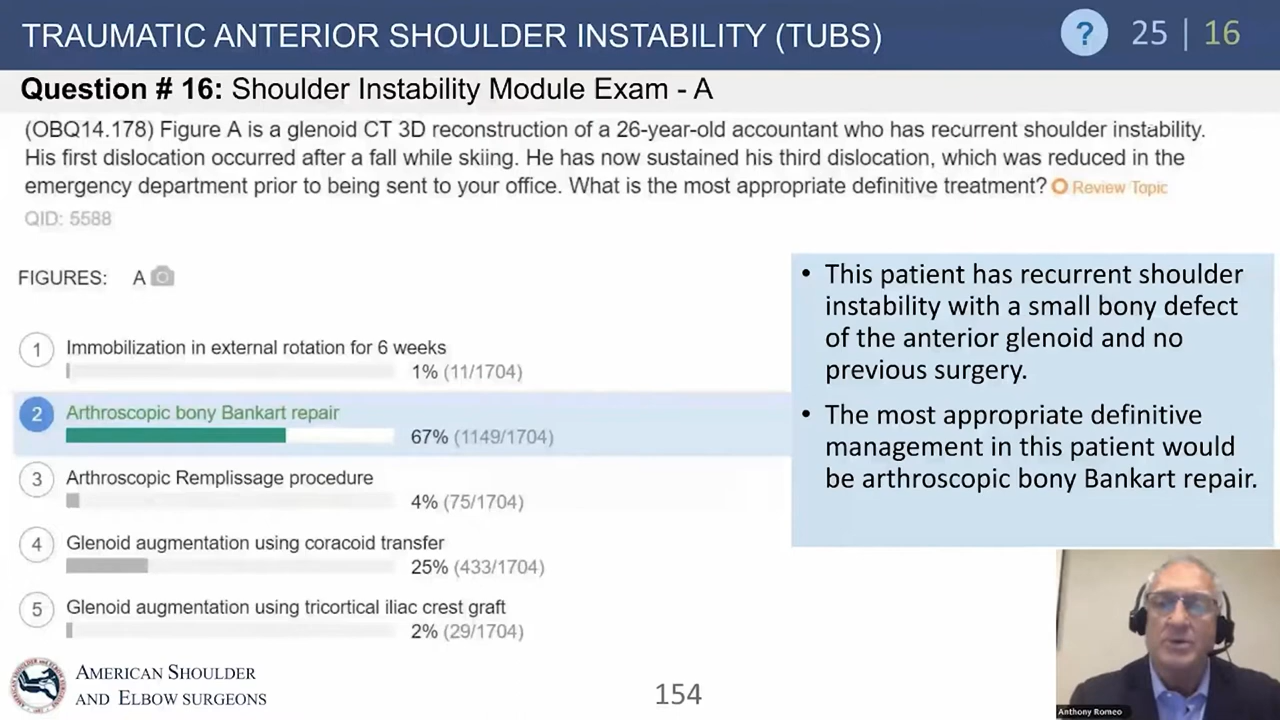 TRAUMATIC ANTERIOR SHOULDER INSTABILITY (TUBS)
? 25 | 16
Question # 16: Shoulder Instability Module Exam - A
(OBQ14.178) Figure A is a glenoid CT 3D reconstruction of a 26-year-old accountant who has recurrent shoulder instability.
His first dislocation occurred after a fall while skiing. He has now sustained his third dislocation, which was reduced in the
emergency department prior to being sent to your office. What is the most appropriate definitive treatment? Review Topic
QID: 5588
FIGURES: A
1 Immobilization in external rotation for 6 weeks
1% (11/1704)
2 Arthroscopic bony Bankart repair
67% (1149/1704)
3 Arthroscopic Remplissage procedure
4% (75/1704)
4 Glenoid augmentation using coracoid transfer
25% (433/1704)
5 Glenoid augmentation using tricortical iliac crest graft
2% (29/1704)
• This patient has recurrent shoulder
instability with a small bony defect
of the anterior glenoid and no
previous surgery.
• The most appropriate definitive
management in this patient would
be arthroscopic bony Bankart repair.
AMERICAN SHOULDER
AND ELBOW SURGEONS
154
Anthony Romeo